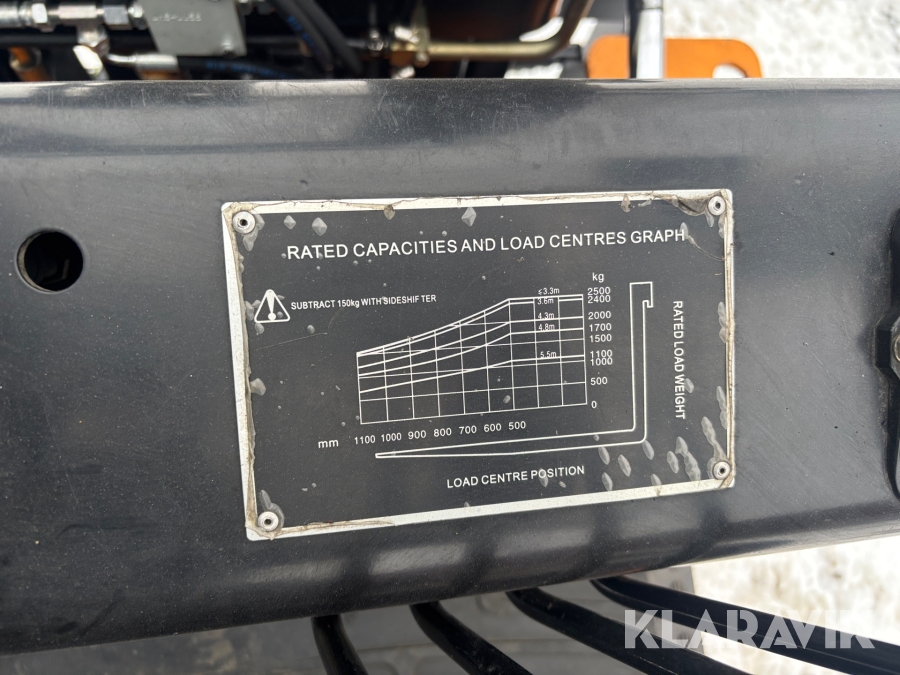 RATED CAPACITIES AND LOAD CENTRES GRAPH
kg
SUBTRACT 150kg WITH SIDESHIFTER
≤3.3m
3.6m
4.3m
4.8m
5.5m
2500
2400
2000
1700
1500
1100
1000
500
0
RATED LOAD WEIGHT
mm 1100 1000 900 800 700 600 500
LOAD CENTRE POSITION
KLARAVIK